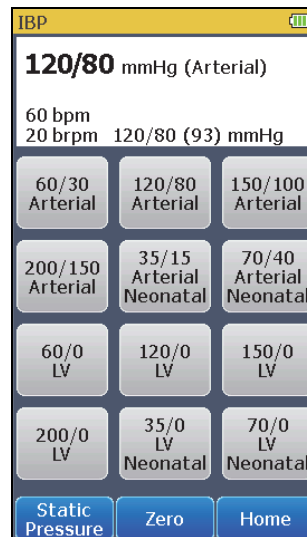 IBP
120/80 mmHg (Arterial)
60 bpm
20 brpm 120/80 (93) mmHg
60/30
Arterial
120/80
Arterial
150/100
Arterial
200/150
Arterial
35/15
Arterial
Neonatal
70/40
Arterial
Neonatal
60/0
LV
120/0
LV
150/0
LV
200/0
LV
35/0
LV
Neonatal
70/0
LV
Neonatal
Static
Pressure
Zero
Home